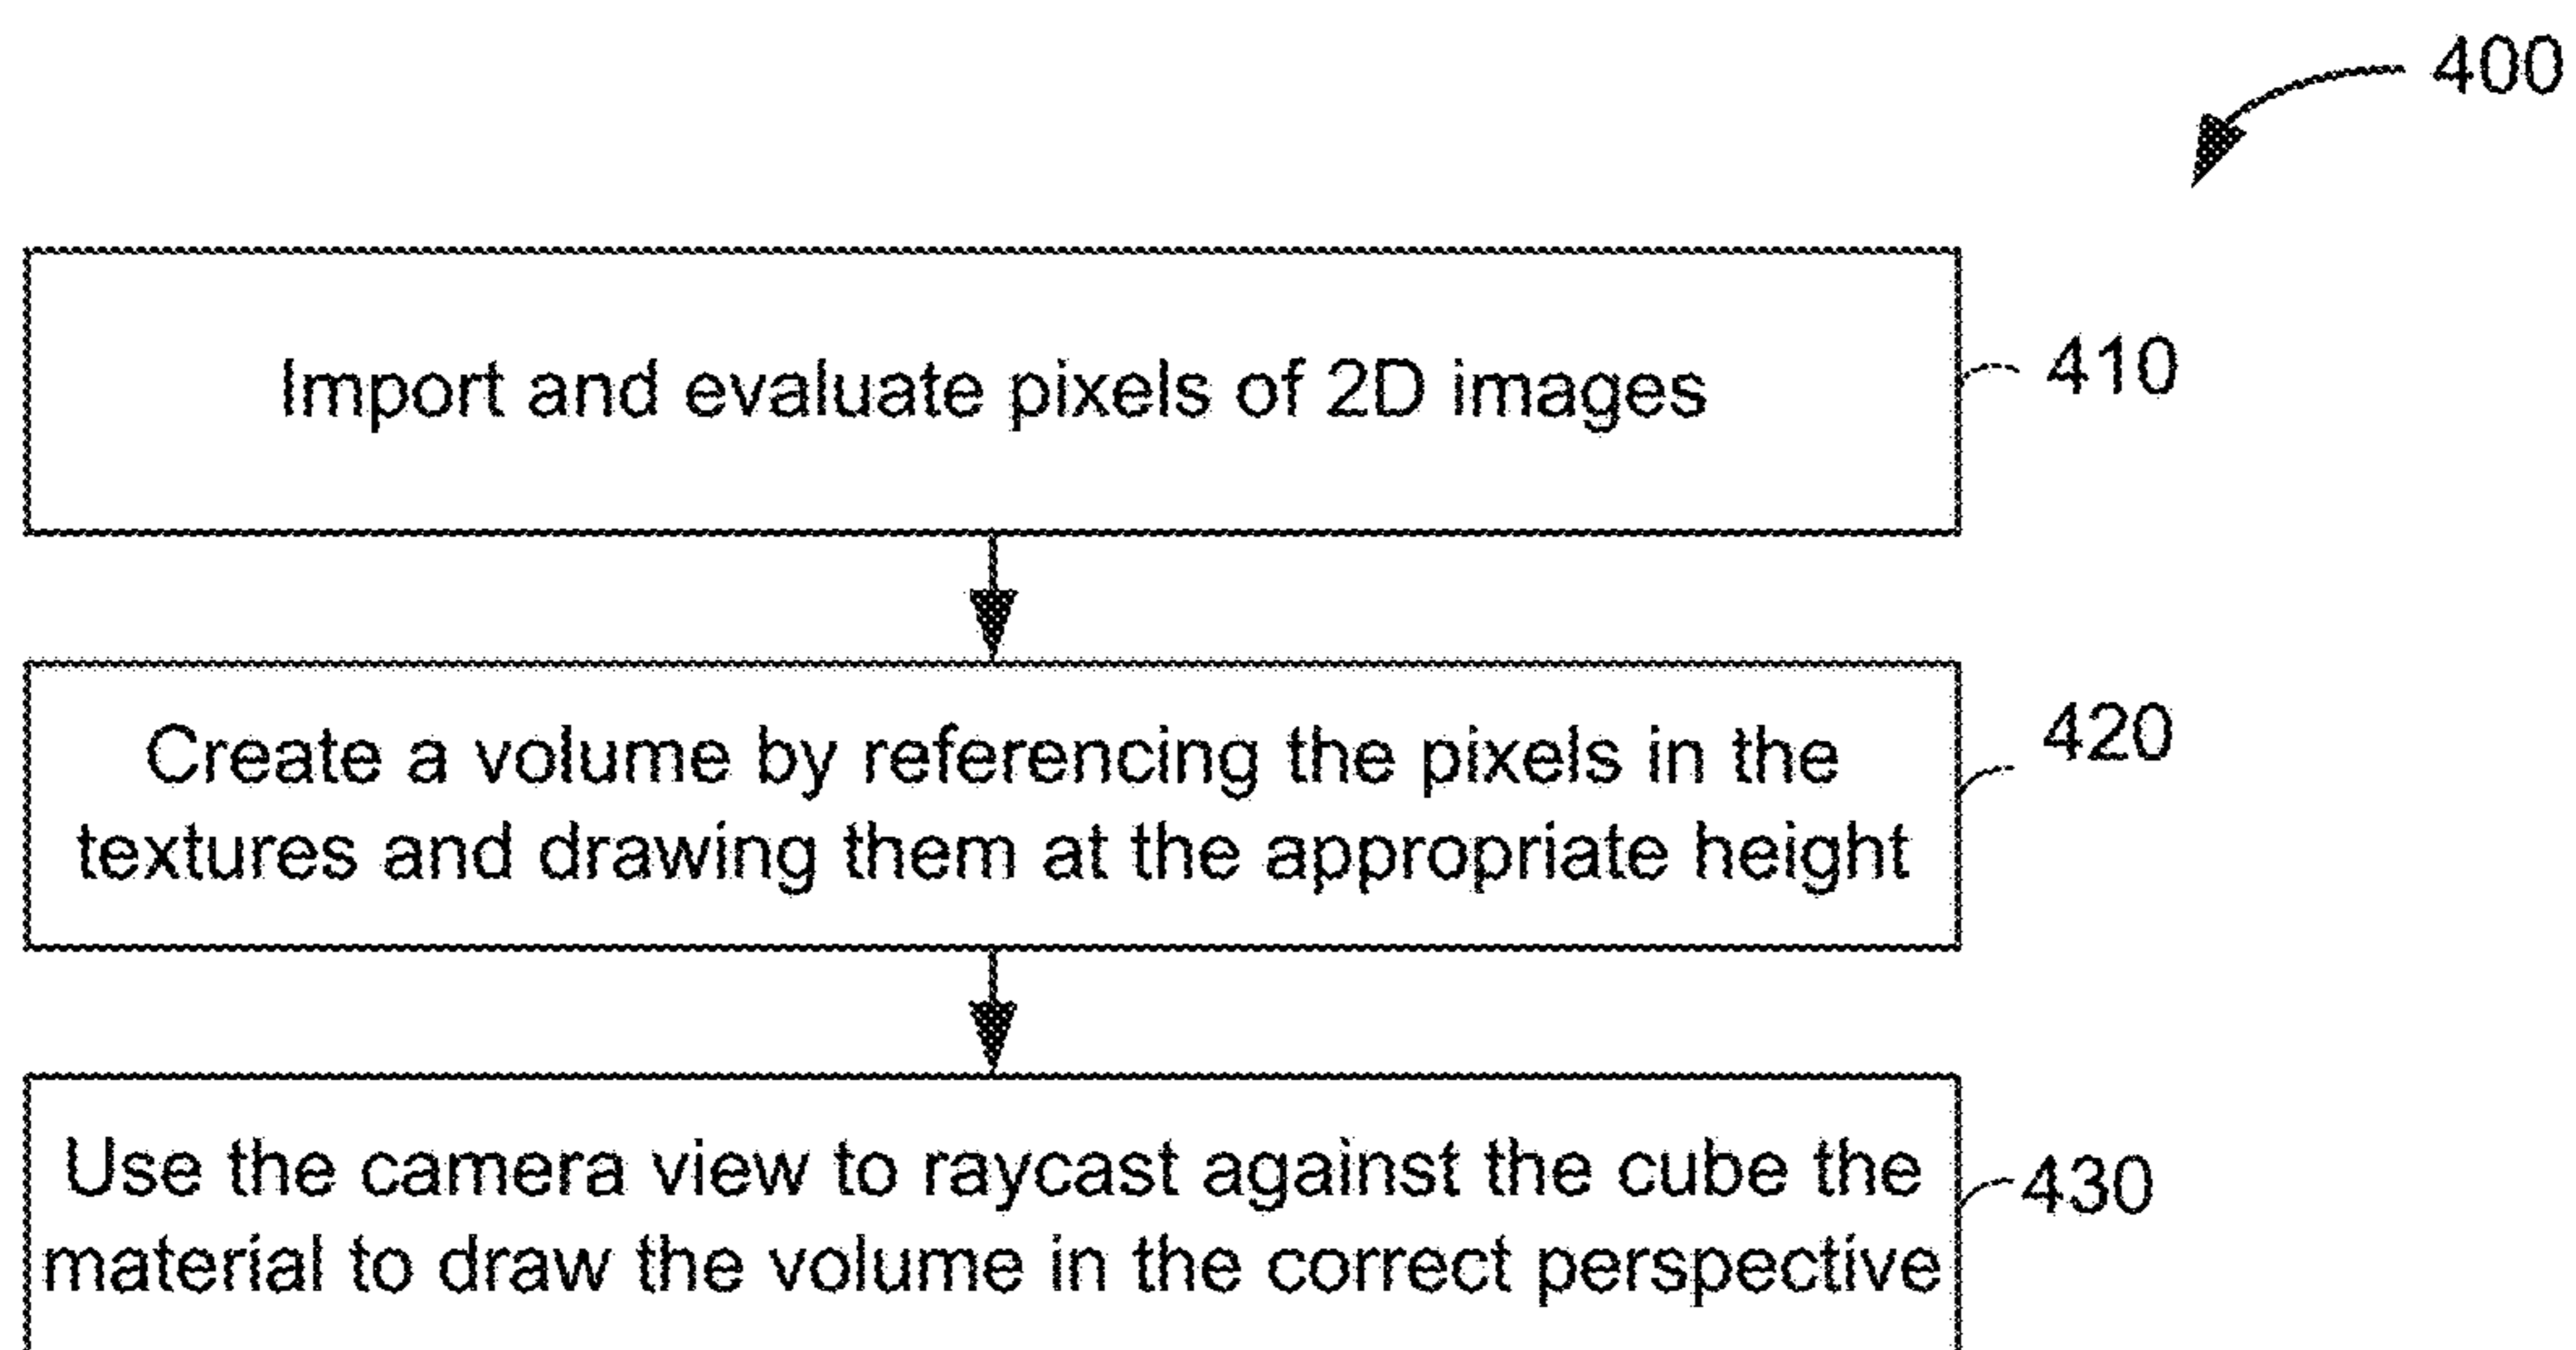 400
Import and evaluate pixels of 2D images
410
Create a volume by referencing the pixels in the
textures and drawing them at the appropriate height
420
Use the camera view to raycast against the cube the
material to draw the volume in the correct perspective
430